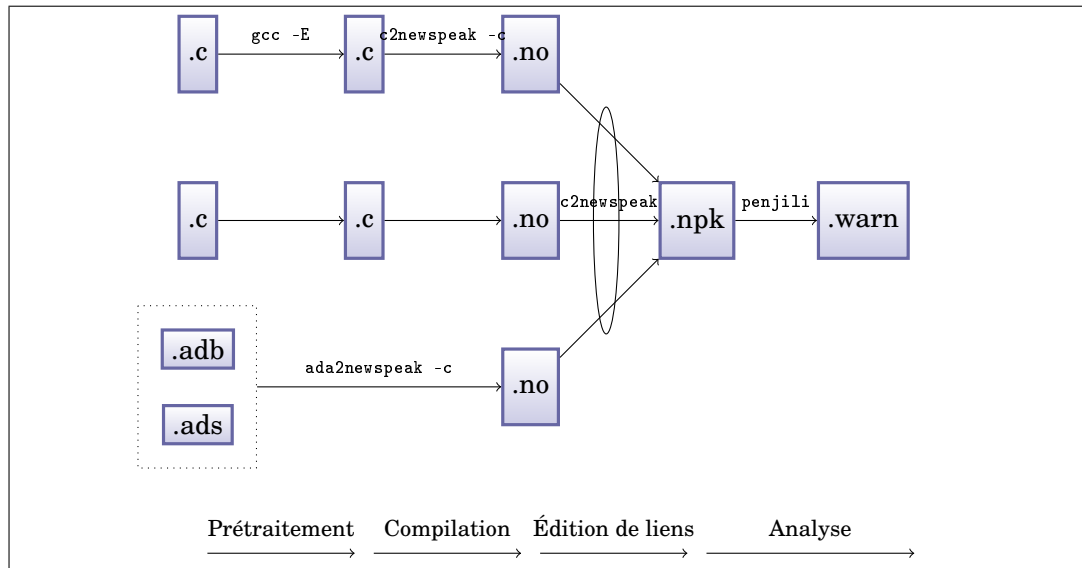 gcc -E
c2newspeak -c
.c
.c
.no
.c
.c
.no
c2newspeak
.npk
penjili
.warn
.adb
.ads
ada2newspeak -c
.no
Prétraitement
Compilation
Édition de liens
Analyse